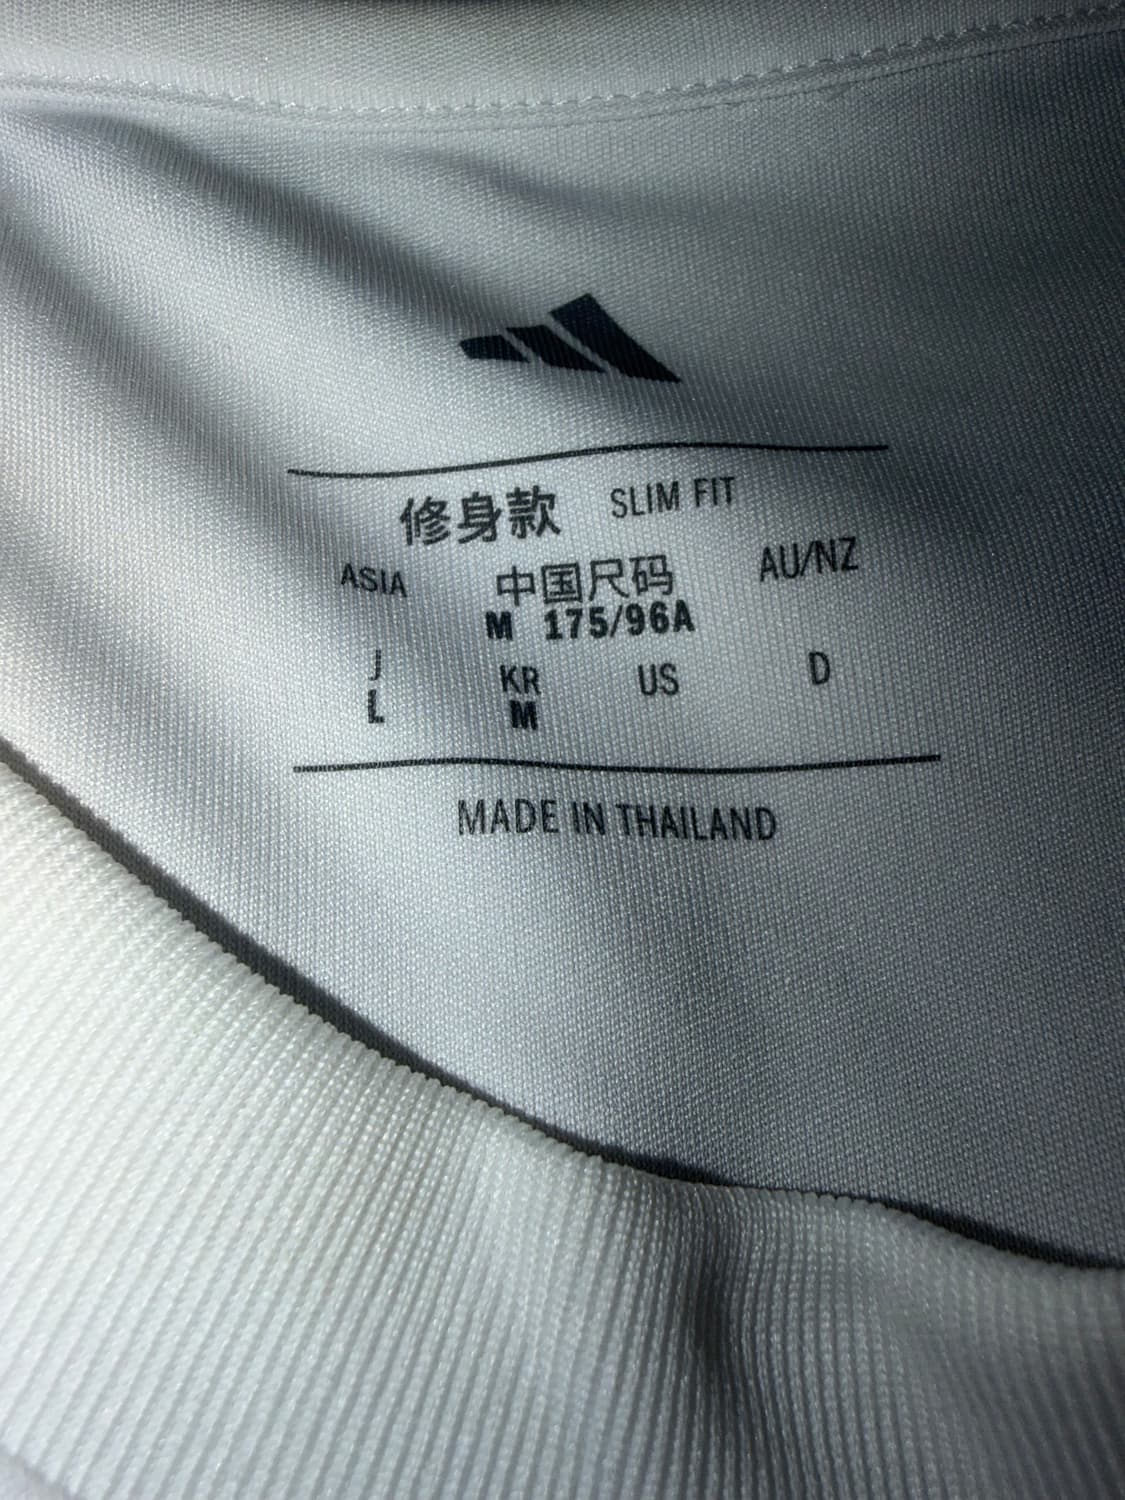 修身款 SLIM FIT
ASIA 中国尺码 AU/NZ
M 175/96A
J KR US D
L M
MADE IN THAILAND